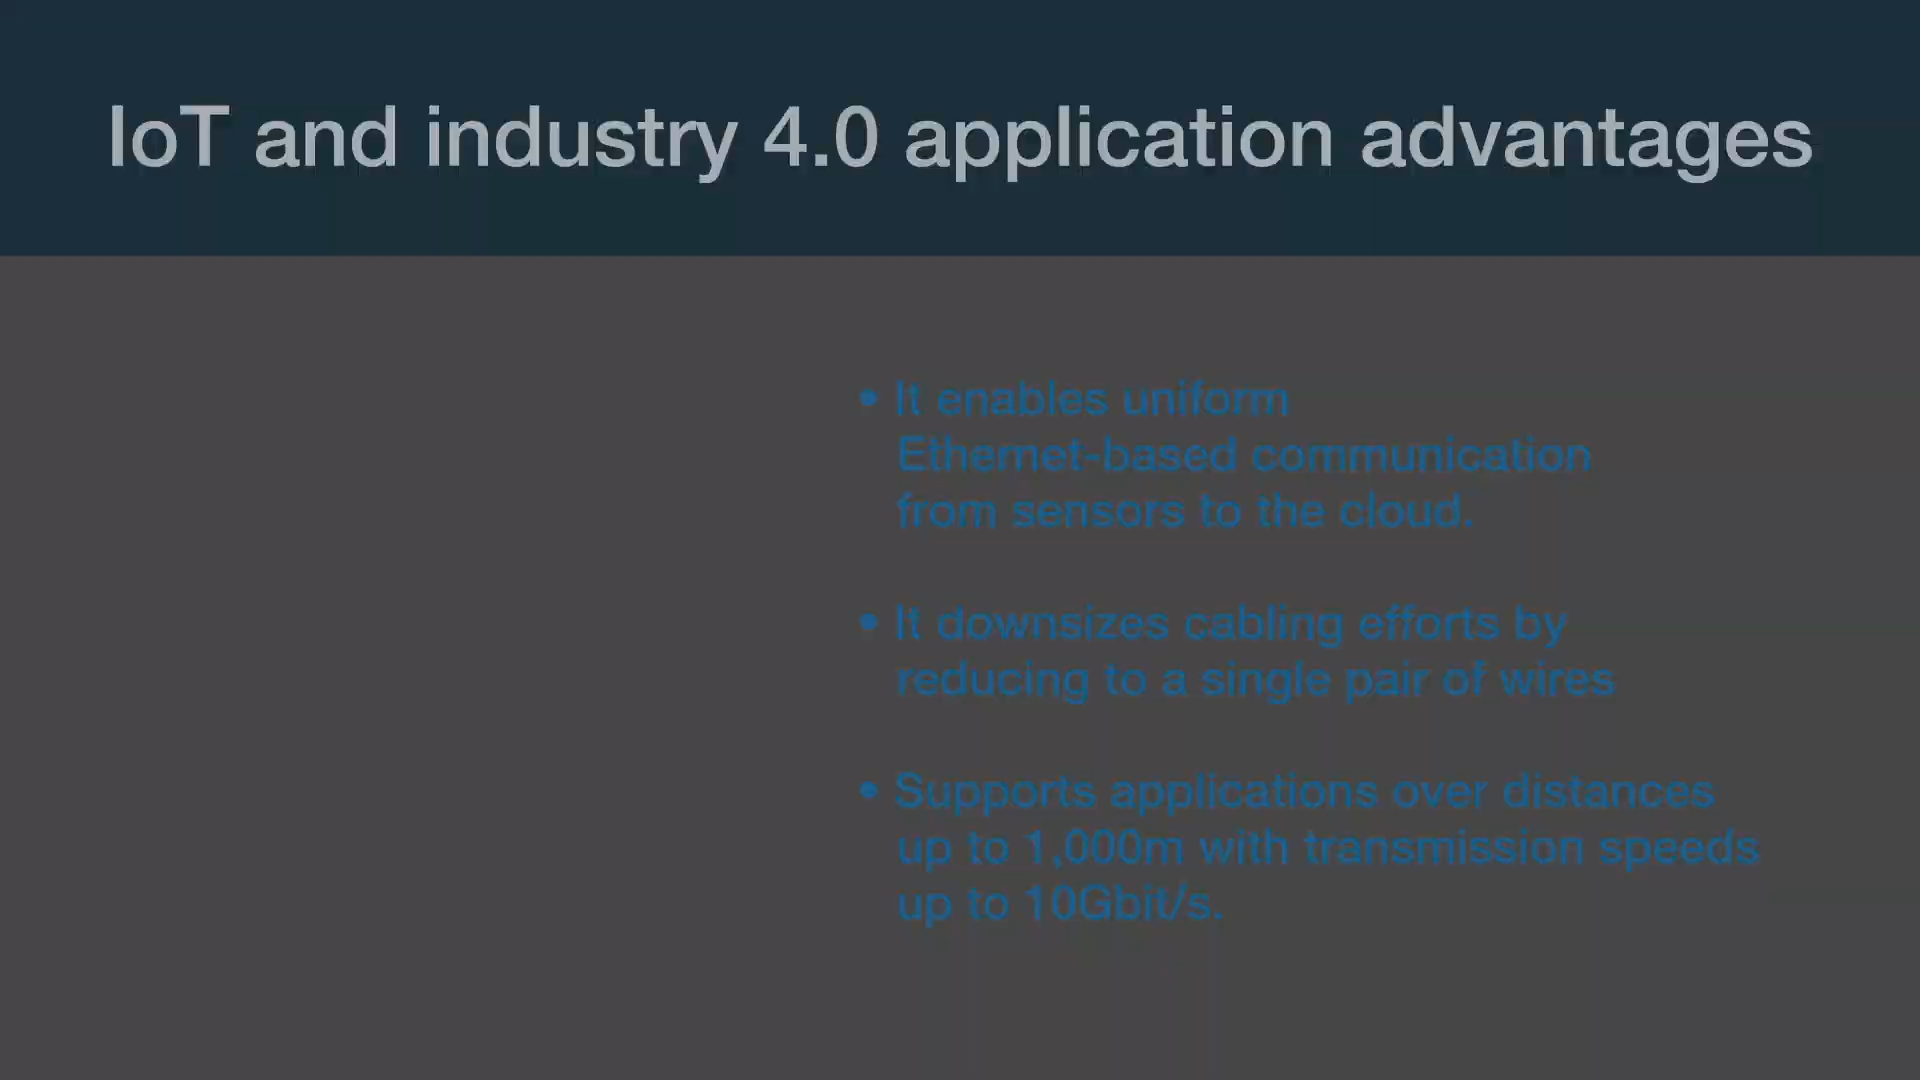 IoT and industry 4.0 application advantages
• It enables uniform
Ethernet-based communication
from sensors to the cloud.
• It downsizes cabling efforts by
reducing to a single pair of wires
• Supports applications over distances
up to 1,000m with transmission speeds
up to 10Gbit/s.